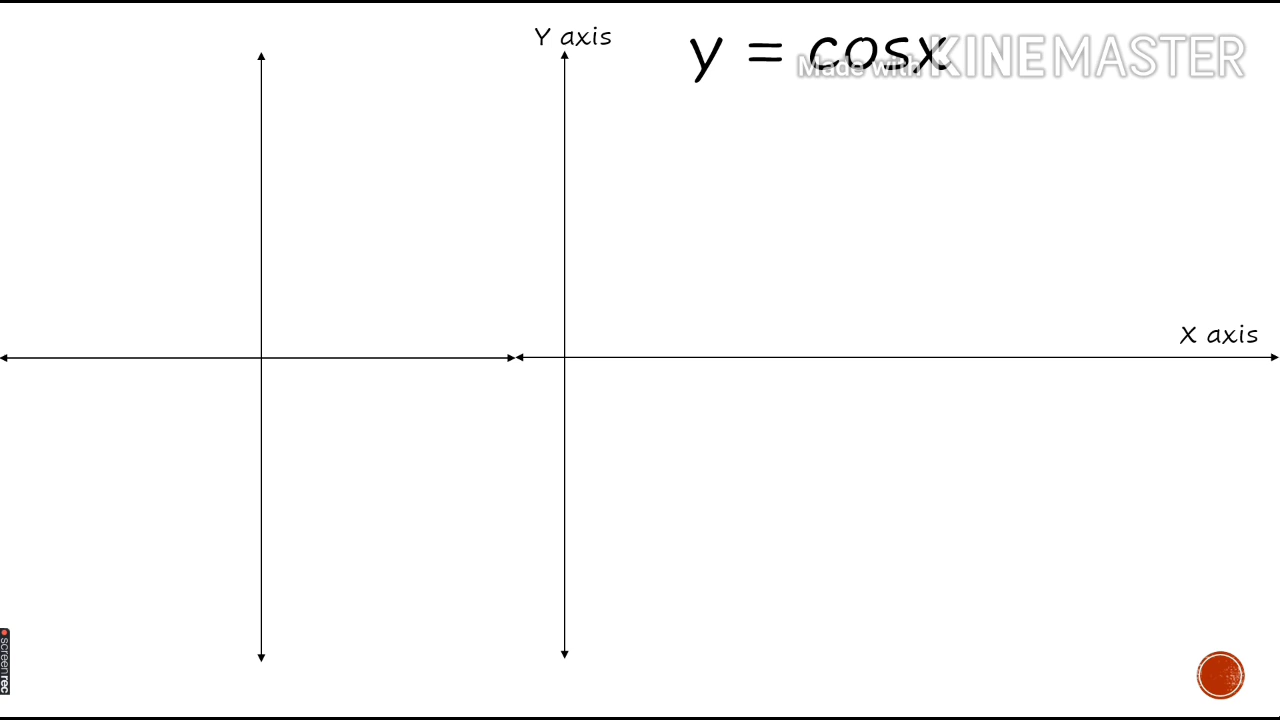 Y axis
y = cosx
Made with KINEMASTER
X axis
screenrec